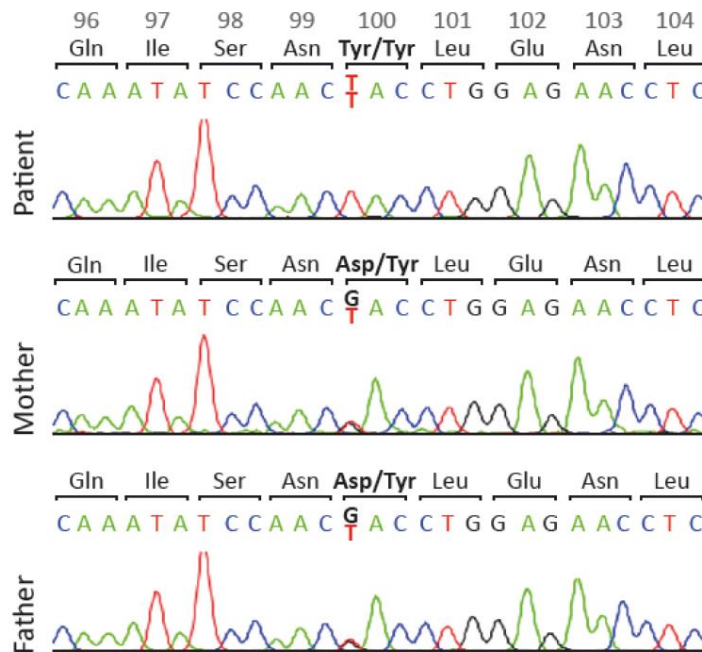 96 97 98 99 100 101 102 103 104
Gln Ile Ser Asn Tyr/Tyr Leu Glu Asn Leu
T
C A A A T A T C C A A C T A C C T G G A G A A C C T C
Patient
Gln Ile Ser Asn Asp/Tyr Leu Glu Asn Leu
G
C A A A T A T C C A A C T A C C T G G A G A A C C T C
Mother
Gln Ile Ser Asn Asp/Tyr Leu Glu Asn Leu
G
C A A A T A T C C A A C T A C C T G G A G A A C C T C
Father